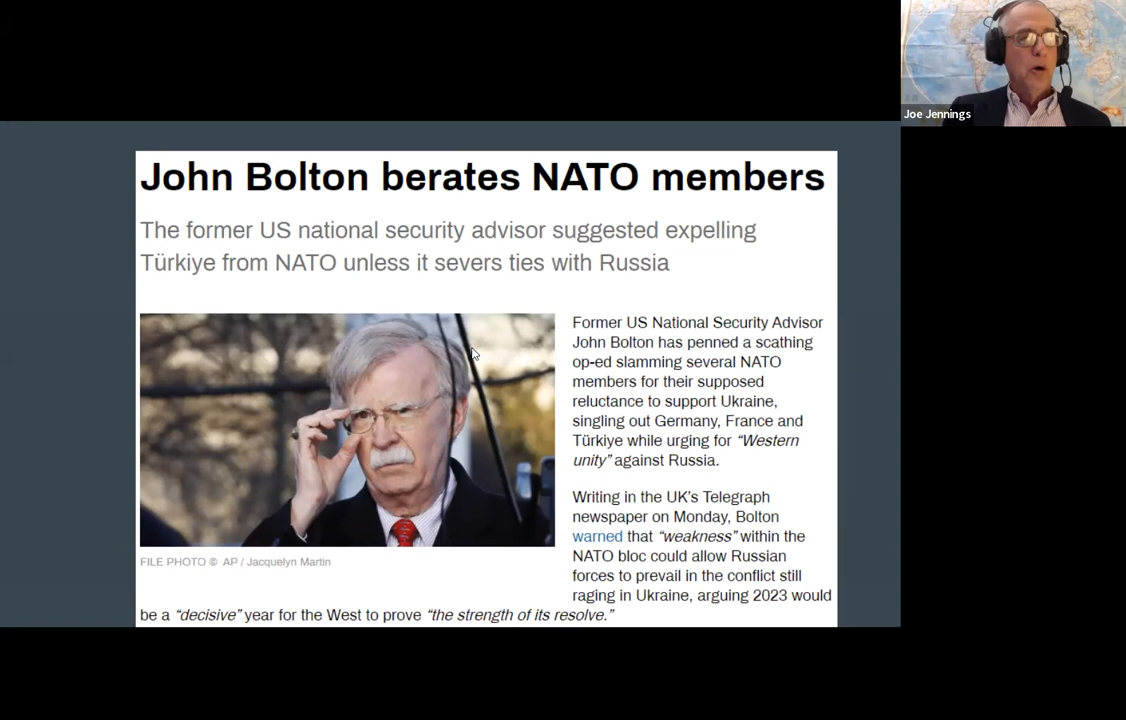 Joe Jennings
John Bolton berates NATO members
The former US national security advisor suggested expelling
Türkiye from NATO unless it severs ties with Russia
Former US National Security Advisor
John Bolton has penned a scathing
op-ed slamming several NATO
members for their supposed
reluctance to support Ukraine,
singling out Germany, France and
Türkiye while urging for “Western
unity” against Russia.
Writing in the UK’s Telegraph
newspaper on Monday, Bolton
warned that “weakness” within the
NATO bloc could allow Russian
forces to prevail in the conflict still
raging in Ukraine, arguing 2023 would
be a “decisive” year for the West to prove “the strength of its resolve.”
FILE PHOTO © AP / Jacquelyn Martin